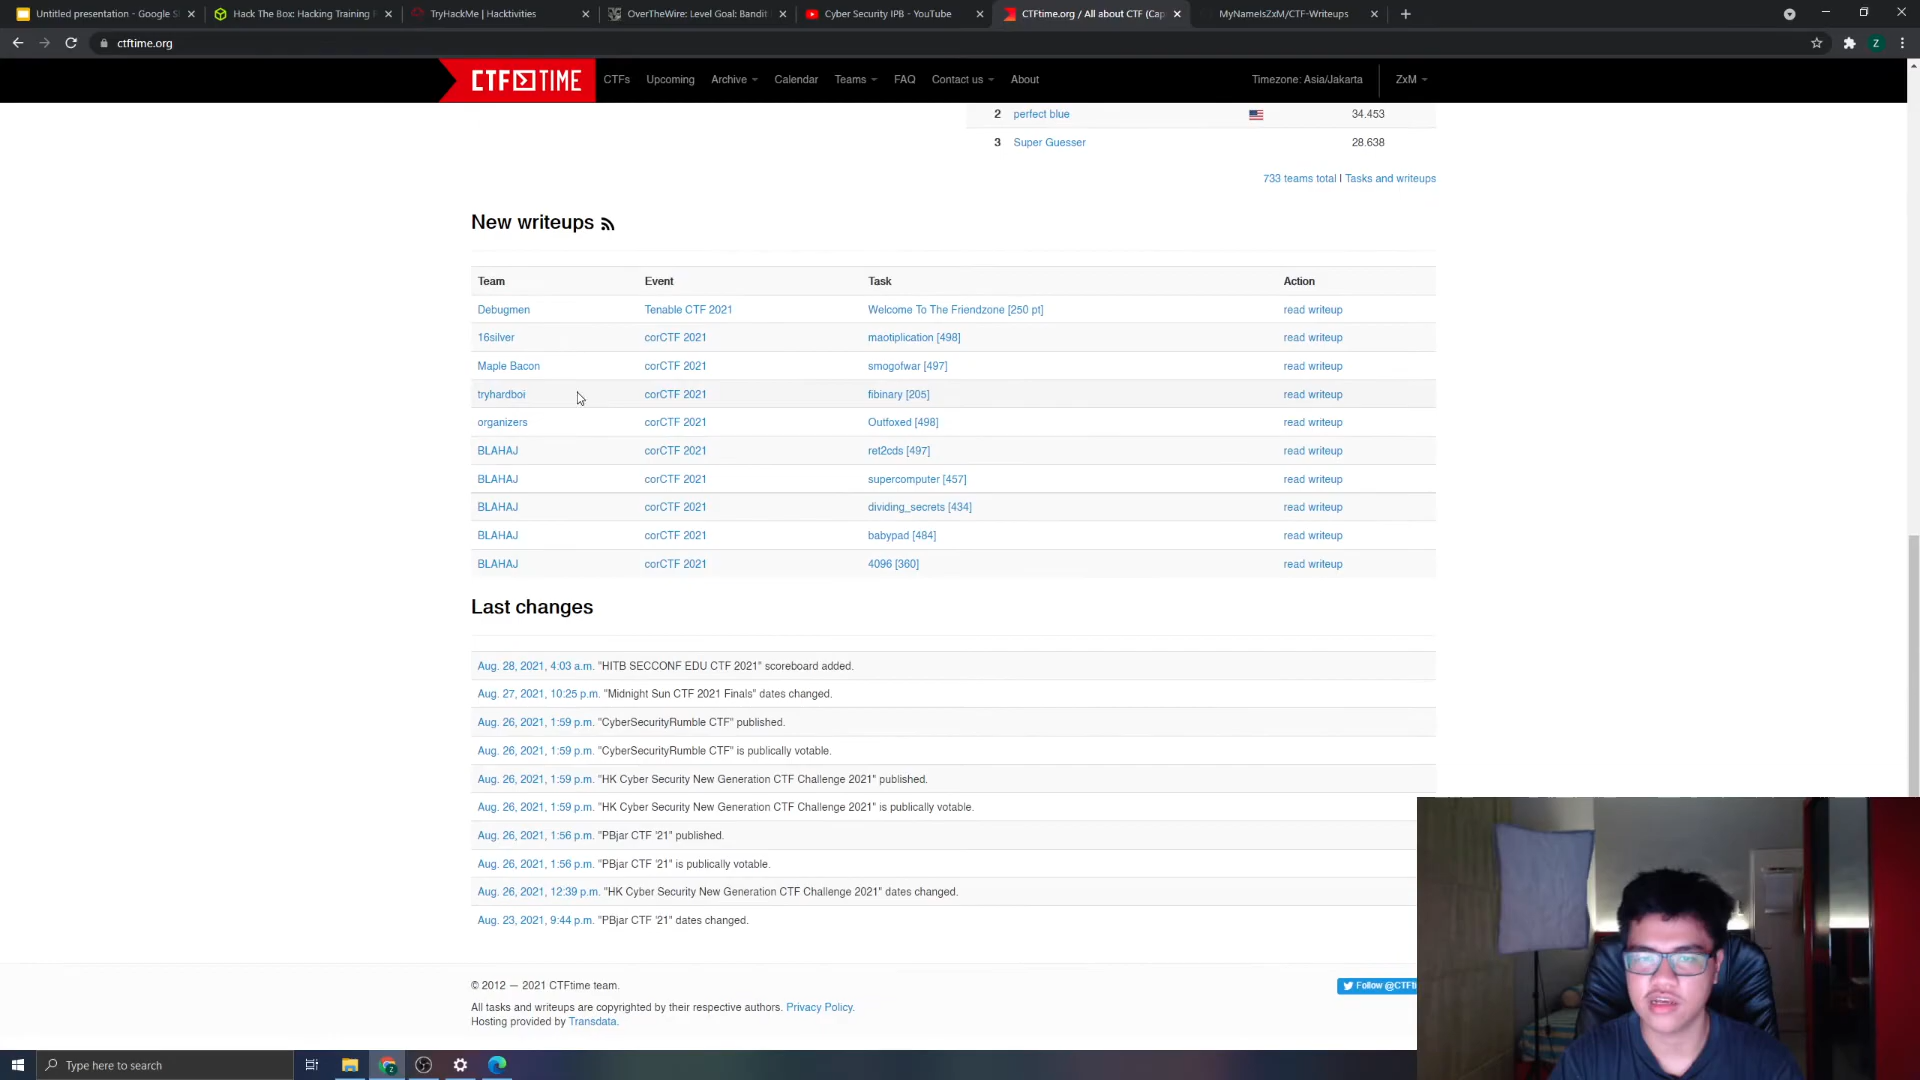 Untitled presentation - Google S
Hack The Box: Hacking Training
TryHackMe | Hacktivities
OverTheWire: Level Goal: Bandit
Cyber Security IPB - YouTube
CTFtime.org / All about CTF (Cap
MyNameIsZxM/CTF-Writeups
ctftime.org
Z
CTF TIME
CTFs Upcoming Archive Calendar Teams FAQ Contact us About Timezone: Asia/Jakarta ZxM
2 perfect blue 34.453
3 Super Guesser 28.638
733 teams total | Tasks and writeups
New writeups
Team Event Task Action
Debugmen Tenable CTF 2021 Welcome To The Friendzone [250 pt] read writeup
16silver corCTF 2021 maotiplication [498] read writeup
Maple Bacon corCTF 2021 smogofwar [497] read writeup
tryhardboi corCTF 2021 fibinary [205] read writeup
organizers corCTF 2021 Outfoxed [498] read writeup
BLAHAJ corCTF 2021 ret2cds [497] read writeup
BLAHAJ corCTF 2021 supercomputer [457] read writeup
BLAHAJ corCTF 2021 dividing_secrets [434] read writeup
BLAHAJ corCTF 2021 babypad [484] read writeup
BLAHAJ corCTF 2021 4096 [360] read writeup
Last changes
Aug. 28, 2021, 4:03 a.m. "HITB SECCONF EDU CTF 2021" scoreboard added.
Aug. 27, 2021, 10:25 p.m. "Midnight Sun CTF 2021 Finals" dates changed.
Aug. 26, 2021, 1:59 p.m. "CyberSecurityRumble CTF" published.
Aug. 26, 2021, 1:59 p.m. "CyberSecurityRumble CTF" is publically votable.
Aug. 26, 2021, 1:59 p.m. "HK Cyber Security New Generation CTF Challenge 2021" published.
Aug. 26, 2021, 1:59 p.m. "HK Cyber Security New Generation CTF Challenge 2021" is publically votable.
Aug. 26, 2021, 1:56 p.m. "PBjar CTF '21" published.
Aug. 26, 2021, 1:56 p.m. "PBjar CTF '21" is publically votable.
Aug. 26, 2021, 12:39 p.m. "HK Cyber Security New Generation CTF Challenge 2021" dates changed.
Aug. 23, 2021, 9:44 p.m. "PBjar CTF '21" dates changed.
© 2012 — 2021 CTFtime team.
Follow @CTFti
All tasks and writeups are copyrighted by their respective authors. Privacy Policy.
Hosting provided by Transdata.
Type here to search